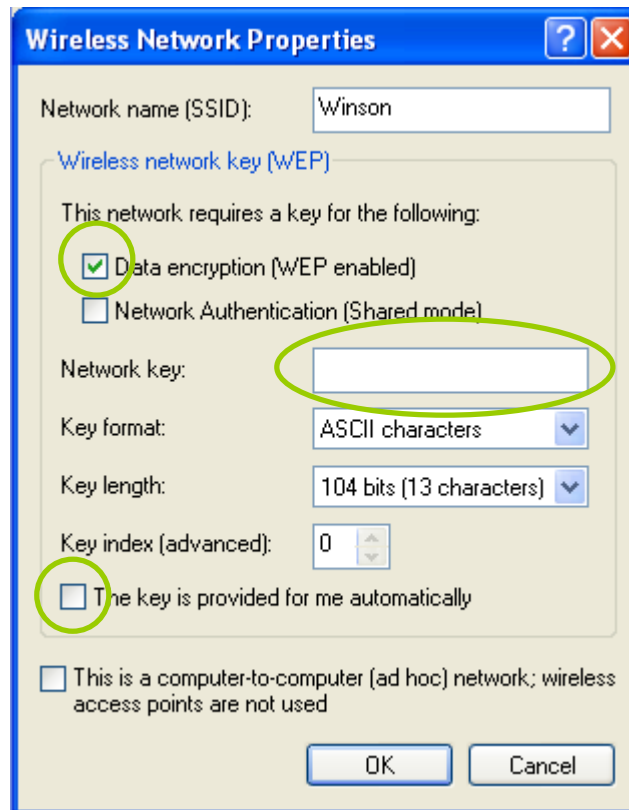 Wireless Network Properties
Network name (SSID): Winson
Wireless network key (WEP)
This network requires a key for the following:
Data encryption (WEP enabled)
Network Authentication (Shared mode)
Network key:
Key format: ASCII characters
Key length: 104 bits (13 characters)
Key index (advanced): 0
The key is provided for me automatically
This is a computer-to-computer (ad hoc) network; wireless
access points are not used
OK Cancel